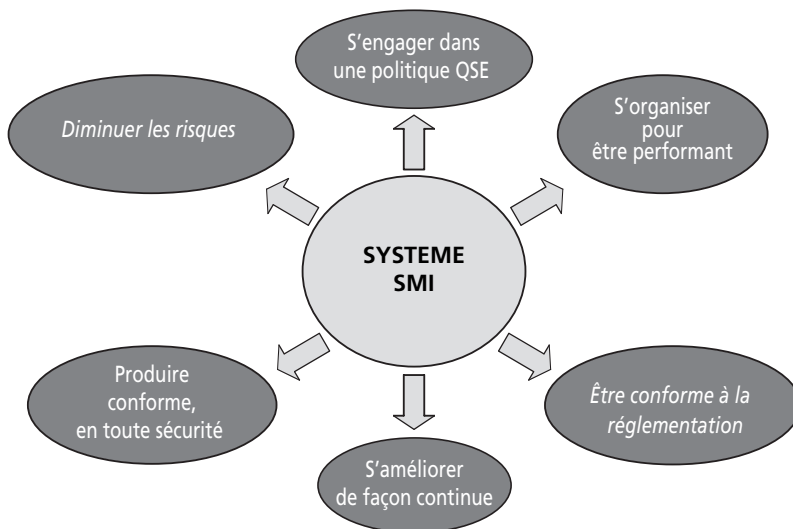 S'engager dans
une politique QSE
Diminuer les risques
S'organiser
pour
être performant
SYSTEME
SMI
Produire
conforme,
en toute sécurité
Être conforme à la
réglementation
S'améliorer
de façon continue